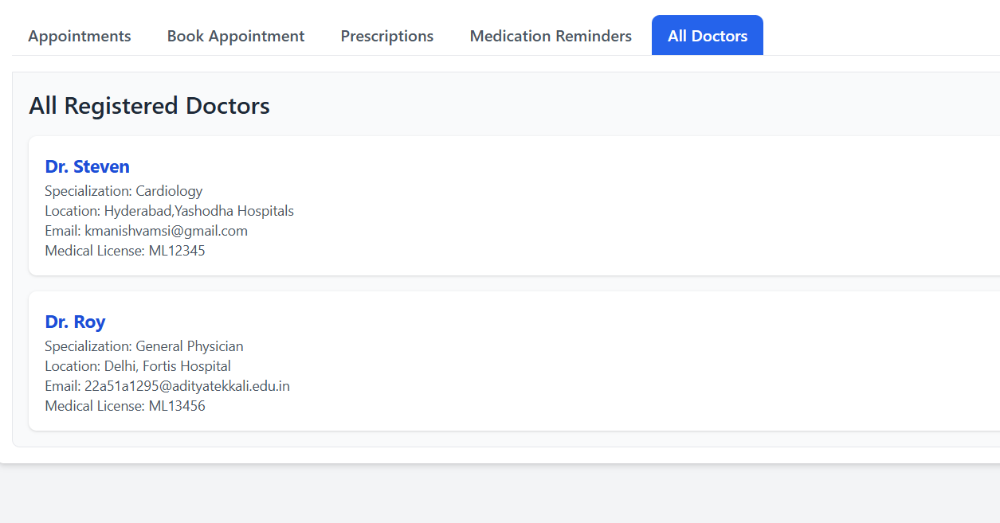 Appointments Book Appointment Prescriptions Medication Reminders All Doctors
All Registered Doctors
Dr. Steven
Specialization: Cardiology
Location: Hyderabad,Yashodha Hospitals
Email: kmanishvamsi@gmail.com
Medical License: ML12345
Dr. Roy
Specialization: General Physician
Location: Delhi, Fortis Hospital
Email: 22a51a1295@adityatekkali.edu.in
Medical License: ML13456